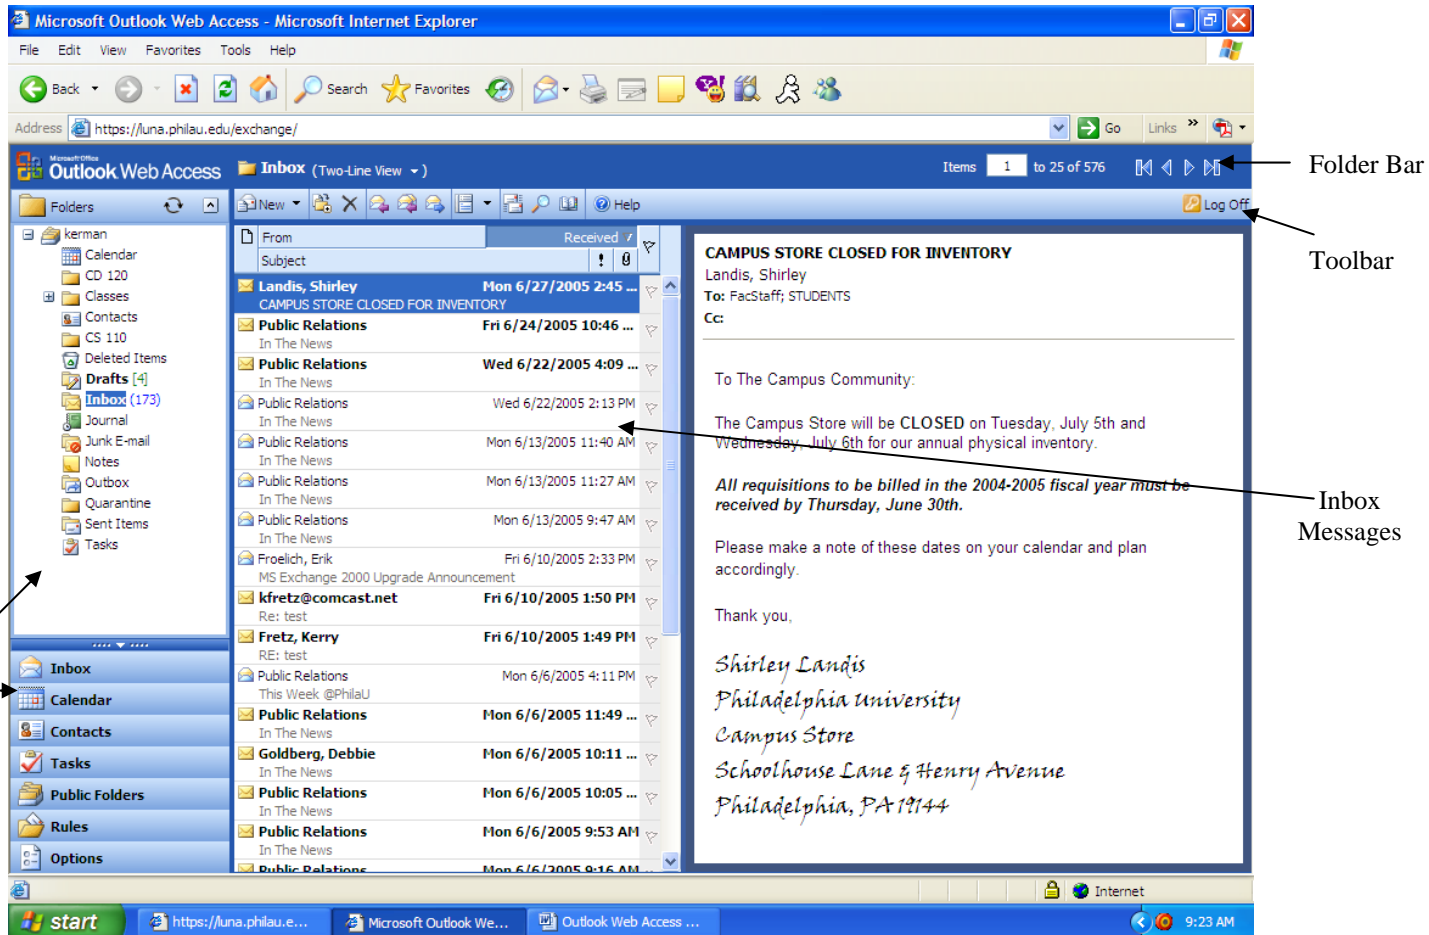 Microsoft Outlook Web Access - Microsoft Internet Explorer
File Edit View Favorites Tools Help
Back Search Favorites
Address https://luna.philau.edu/exchange/ Go Links »
Microsoft Office
Outlook Web Access Inbox (Two-Line View ) Items 1 to 25 of 576
Folder Bar
Folders New Help Log Off
Toolbar
kerman
Calendar
CD 120
Classes
Contacts
CS 110
Deleted Items
Drafts [4]
Inbox (173)
Journal
Junk E-mail
Notes
Outbox
Quarantine
Sent Items
Tasks
Inbox
Calendar
Contacts
Tasks
Public Folders
Rules
Options
From Received
Subject
Landis, Shirley Mon 6/27/2005 2:45 ...
CAMPUS STORE CLOSED FOR INVENTORY
Public Relations Fri 6/24/2005 10:46 ...
In The News
Public Relations Wed 6/22/2005 4:09 ...
In The News
Public Relations Wed 6/22/2005 2:13 PM
In The News
Public Relations Mon 6/13/2005 11:40 AM
In The News
Public Relations Mon 6/13/2005 11:27 AM
In The News
Public Relations Mon 6/13/2005 9:47 AM
In The News
Froelich, Erik Fri 6/10/2005 2:33 PM
MS Exchange 2000 Upgrade Announcement
kfretz@comcast.net Fri 6/10/2005 1:50 PM
Re: test
Fretz, Kerry Fri 6/10/2005 1:49 PM
RE: test
Public Relations Mon 6/6/2005 4:11 PM
This Week @PhilaU
Public Relations Mon 6/6/2005 11:49 ...
In The News
Goldberg, Debbie Mon 6/6/2005 10:11 ...
In The News
Public Relations Mon 6/6/2005 10:05 ...
In The News
Public Relations Mon 6/6/2005 9:53 AM
In The News
Public Relations Mon 6/6/2005 9:16 AM
CAMPUS STORE CLOSED FOR INVENTORY
Landis, Shirley
To: FacStaff; STUDENTS
Cc:
To The Campus Community:
The Campus Store will be CLOSED on Tuesday, July 5th and
Wednesday, July 6th for our annual physical inventory.
All requisitions to be billed in the 2004-2005 fiscal year must be
received by Thursday, June 30th.
Please make a note of these dates on your calendar and plan
accordingly.
Thank you,
Shirley Landis
Philadelphia University
Campus Store
Schoolhouse Lane & Henry Avenue
Philadelphia, PA 19144
Inbox
Messages
Internet
start https://luna.philau.e... Microsoft Outlook We... Outlook Web Access ... 9:23 AM